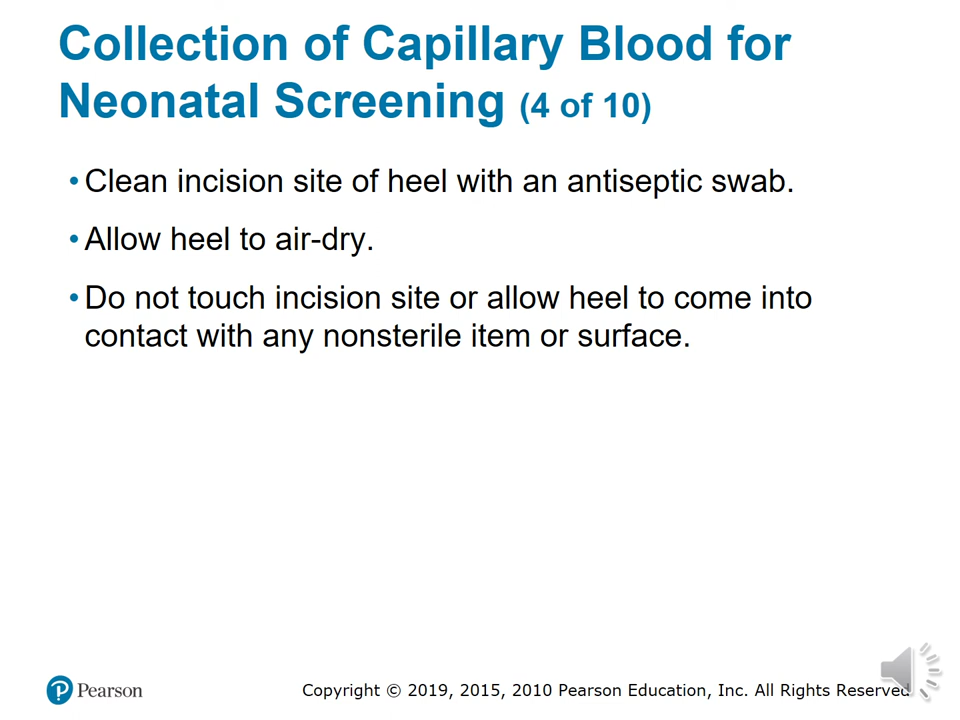 Collection of Capillary Blood for
Neonatal Screening (4 of 10)
• Clean incision site of heel with an antiseptic swab.
• Allow heel to air-dry.
• Do not touch incision site or allow heel to come into
contact with any nonsterile item or surface.
Pearson
Copyright © 2019, 2015, 2010 Pearson Education, Inc. All Rights Reserved